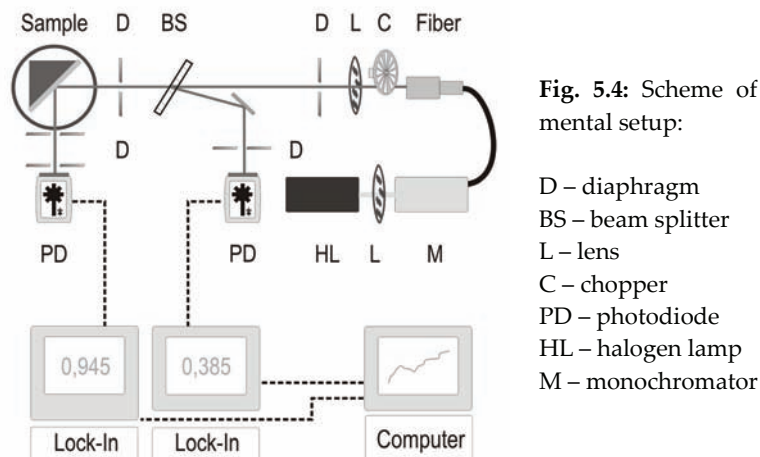 Sample D BS D L C Fiber
D D
PD PD HL L M
0,945 0,385
Lock-In Lock-In Computer
Fig. 5.4: Scheme of
mental setup:
D – diaphragm
BS – beam splitter
L – lens
C – chopper
PD – photodiode
HL – halogen lamp
M – monochromator